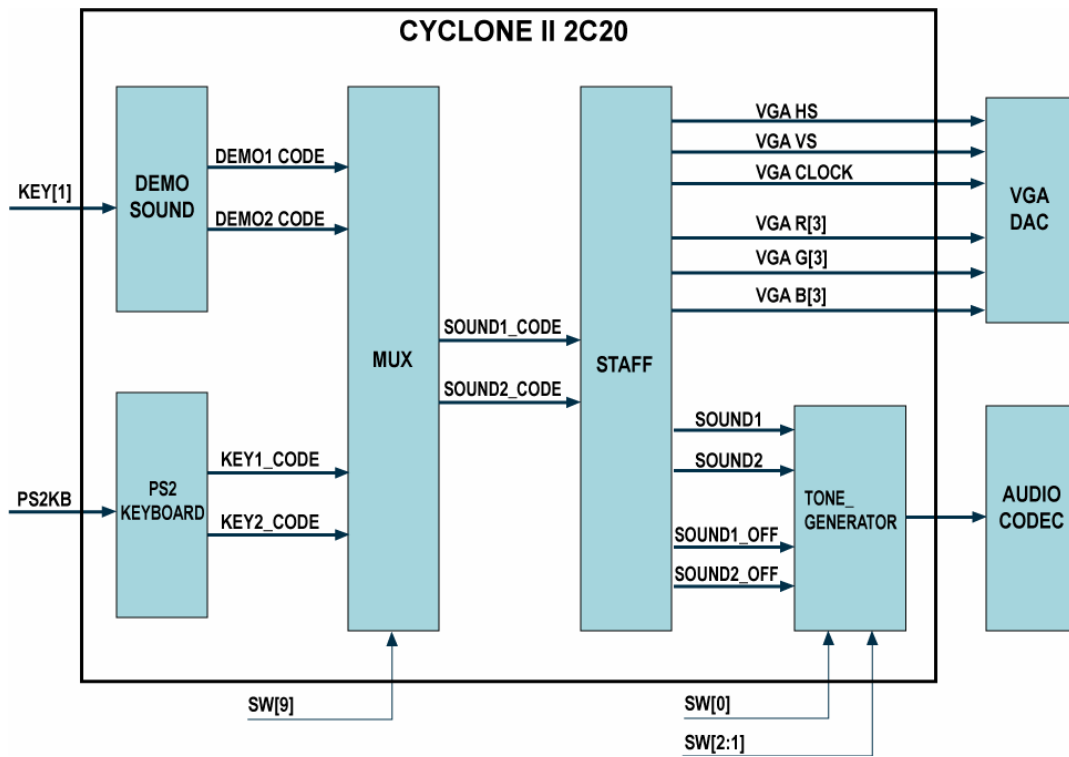 CYCLONE II 2C20
KEY[1]
DEMO
SOUND
DEMO1 CODE
DEMO2 CODE
PS2KB
PS2
KEYBOARD
KEY1_CODE
KEY2_CODE
MUX
SW[9]
SOUND1_CODE
SOUND2_CODE
STAFF
VGA HS
VGA VS
VGA CLOCK
VGA R[3]
VGA G[3]
VGA B[3]
VGA
DAC
SOUND1
SOUND2
SOUND1_OFF
SOUND2_OFF
TONE_
GENERATOR
SW[0]
SW[2:1]
AUDIO
CODEC